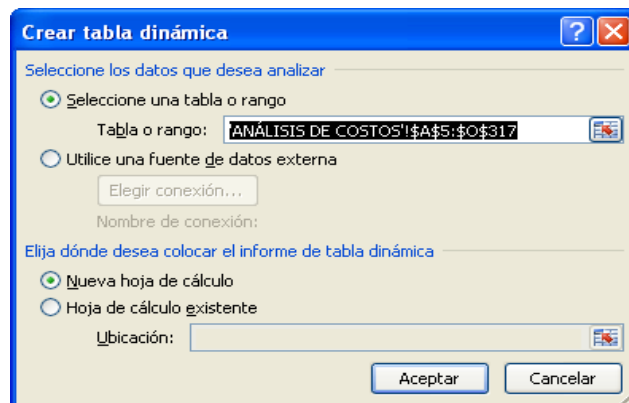 Crear tabla dinámica
Seleccione los datos que desea analizar
Seleccione una tabla o rango
Tabla o rango: 'ANÁLISIS DE COSTOS'!$A$5:$O$317
Utilice una fuente de datos externa
Elegir conexión...
Nombre de conexión:
Elija dónde desea colocar el informe de tabla dinámica
Nueva hoja de cálculo
Hoja de cálculo existente
Ubicación:
Aceptar Cancelar